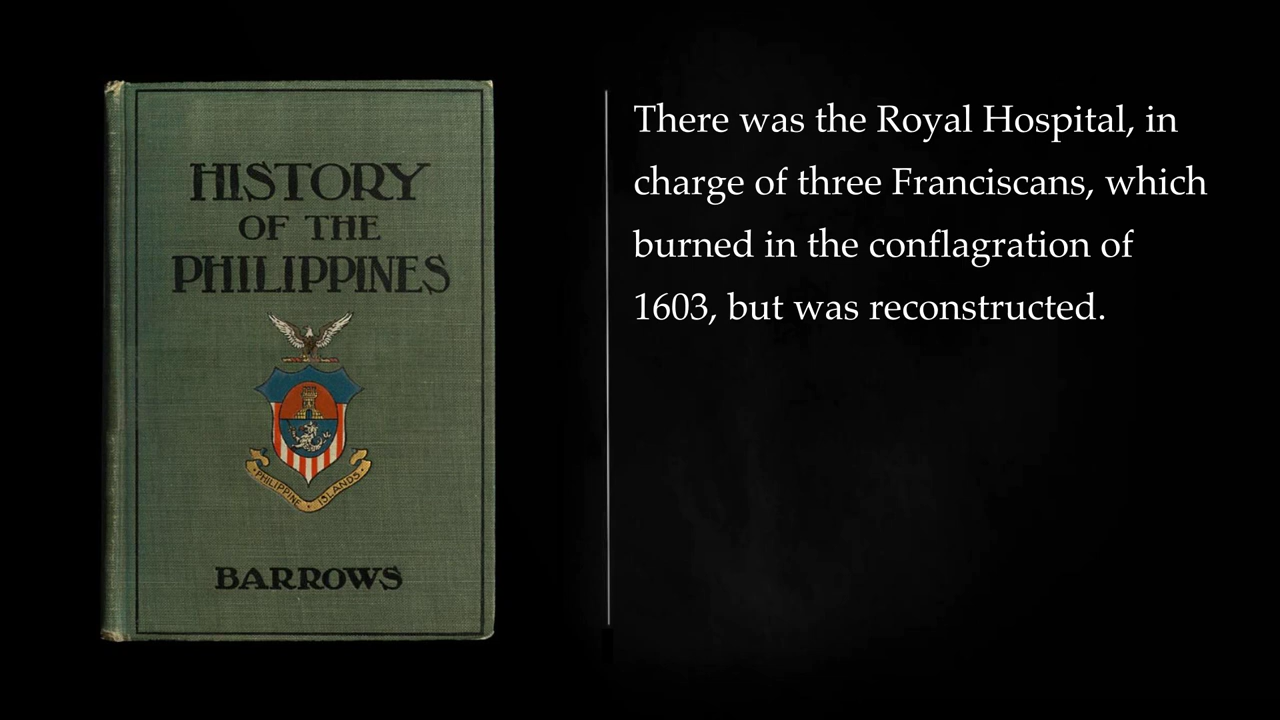 HISTORY
OF THE
PHILIPPINES
PHILIPPINE ISLANDS
BARROWS
There was the Royal Hospital, in
charge of three Franciscans, which
burned in the conflagration of
1603, but was reconstructed.